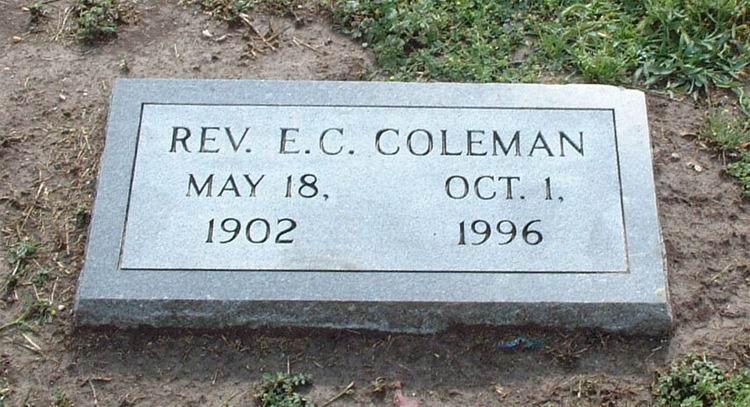 REV. E.C. COLEMAN
MAY 18, OCT. 1,
1902 1996